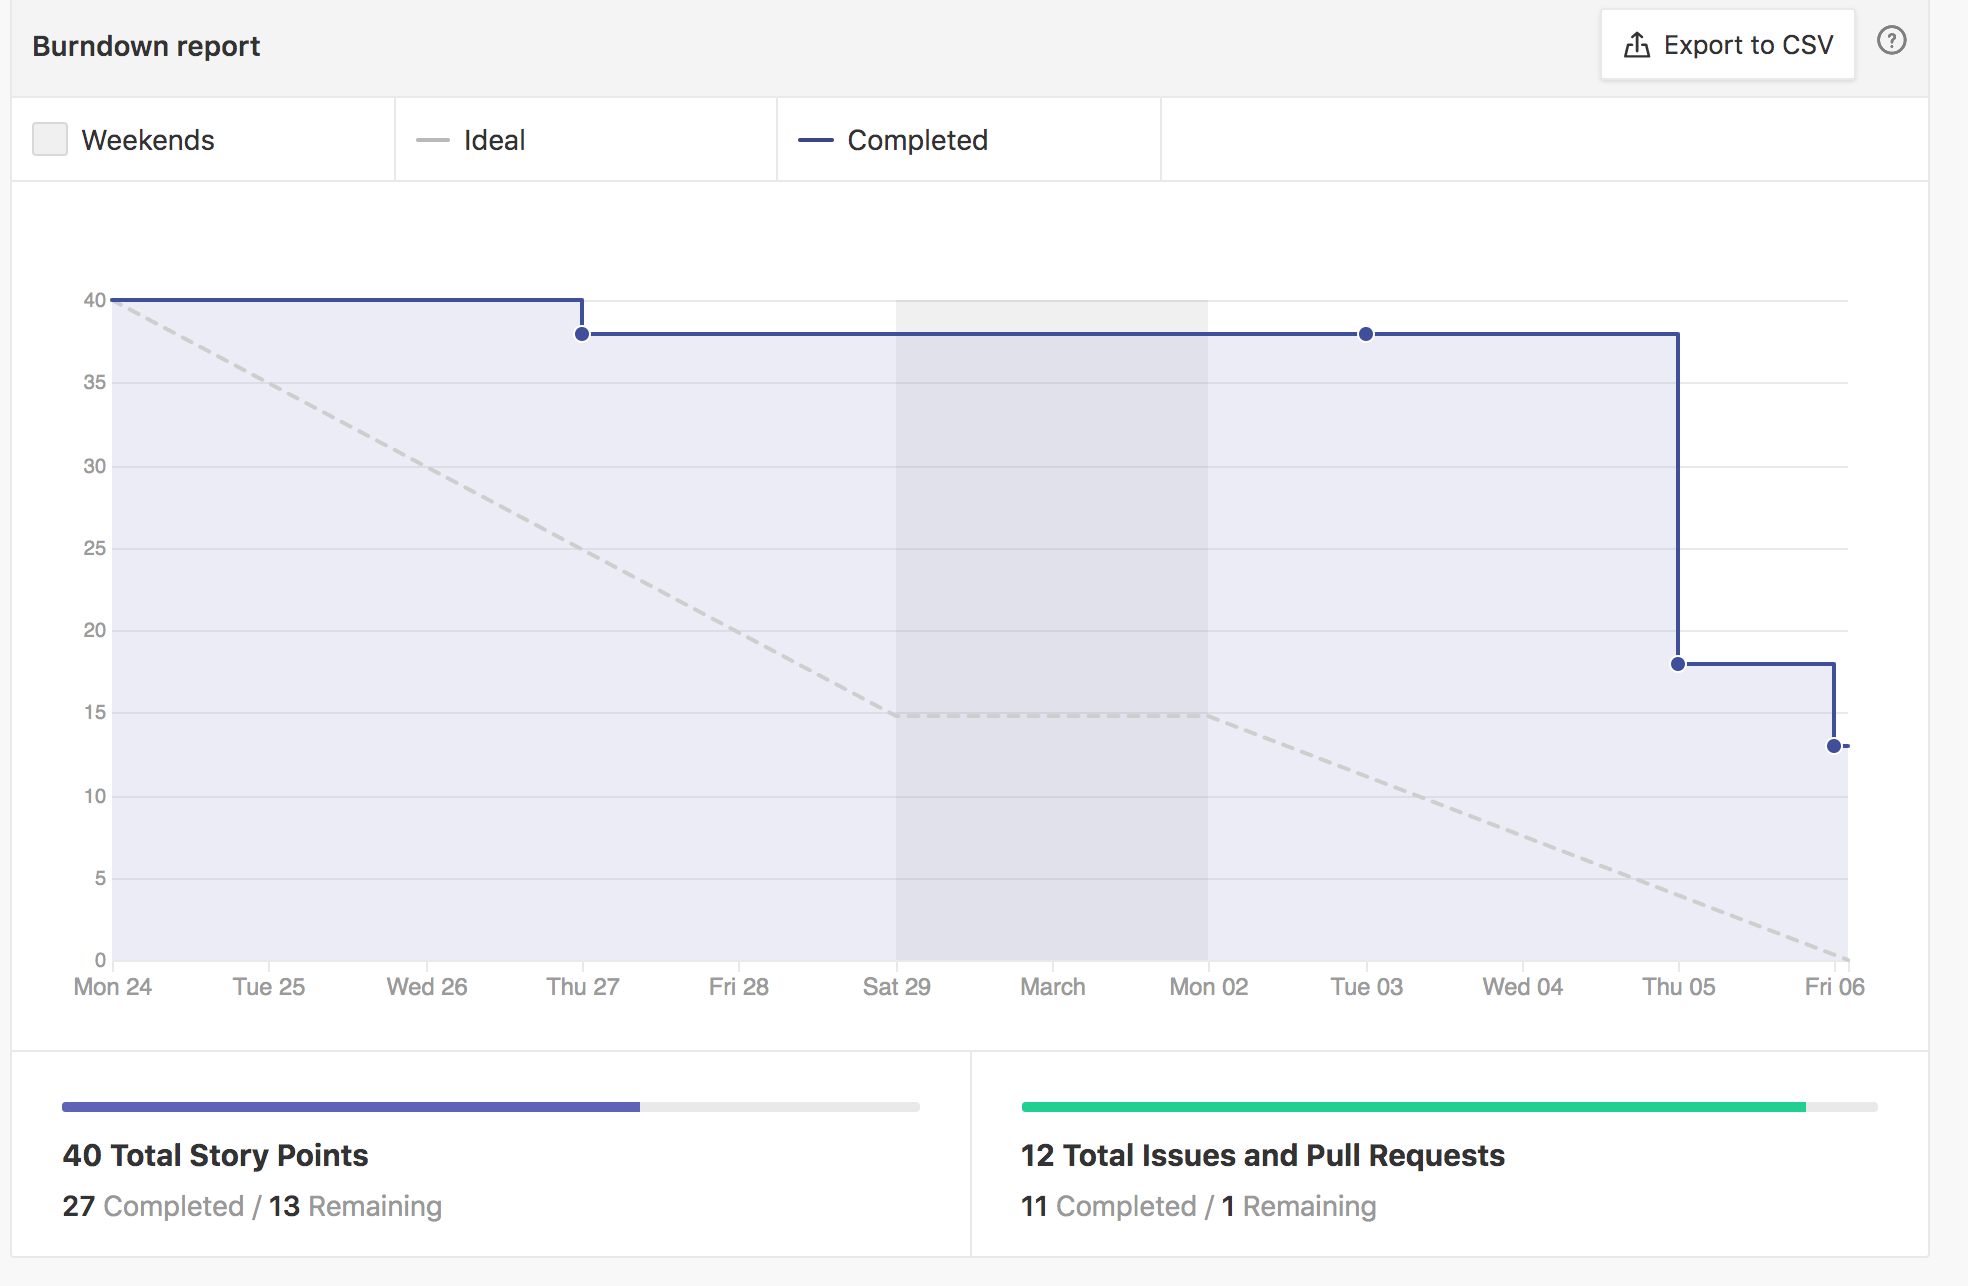 Burndown report
Export to CSV
?
Weekends
Ideal
Completed
40
35
30
25
20
15
10
5
0
Mon 24 Tue 25 Wed 26 Thu 27 Fri 28 Sat 29 March Mon 02 Tue 03 Wed 04 Thu 05 Fri 06
40 Total Story Points
27 Completed / 13 Remaining
12 Total Issues and Pull Requests
11 Completed / 1 Remaining